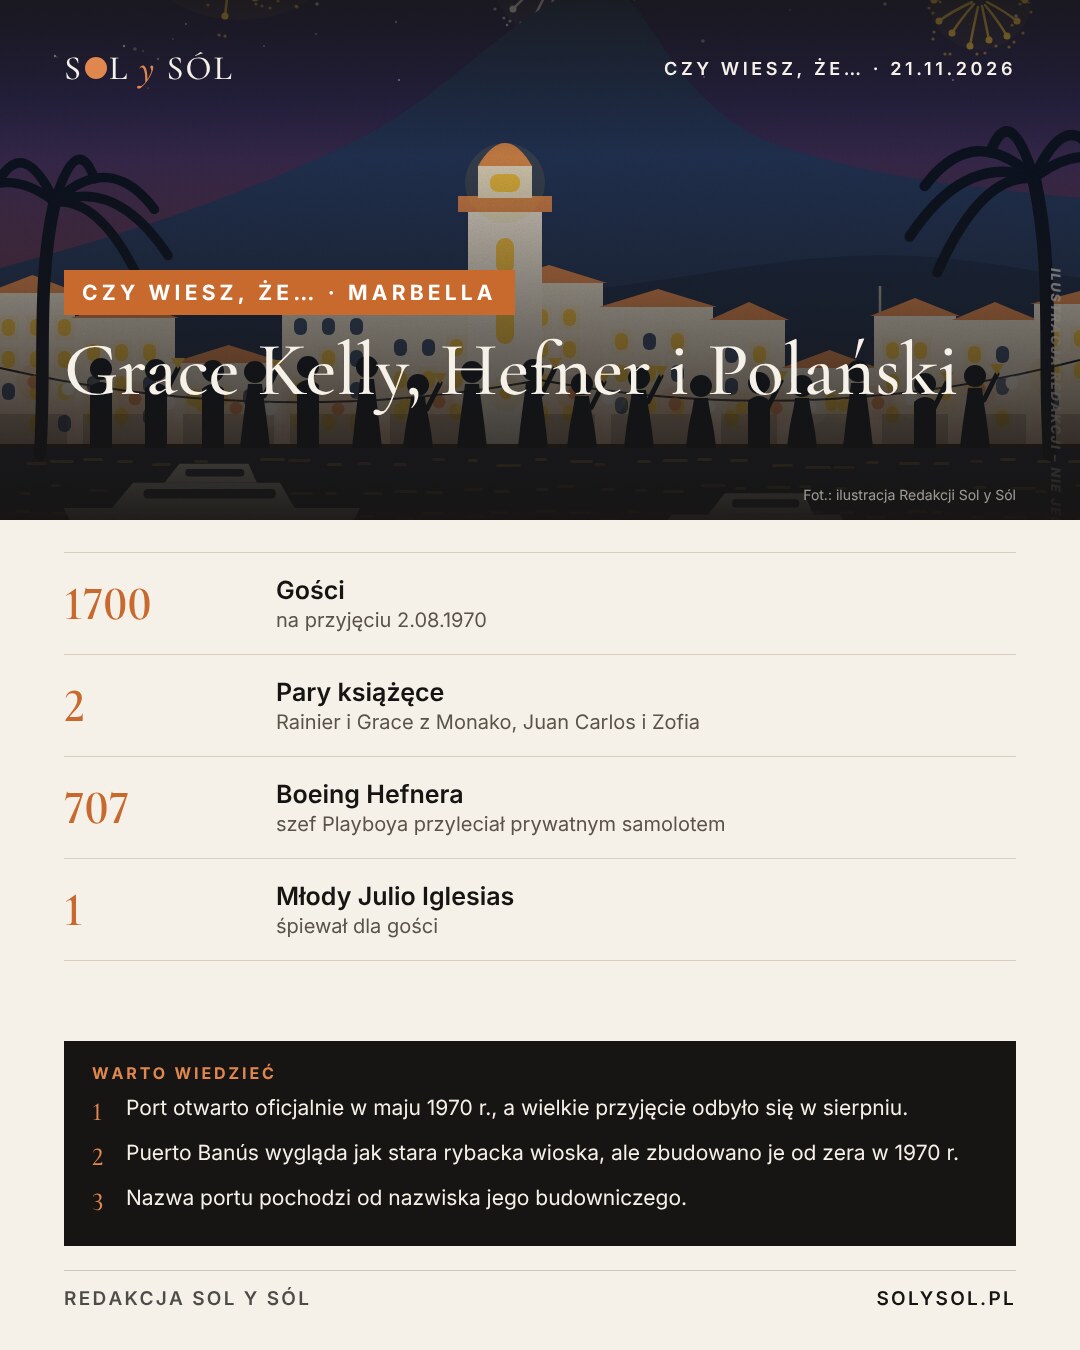 SOL y SÓL
CZY WIESZ, ŻE… · 21.11.2026
CZY WIESZ, ŻE… · MARBELLA
Grace Kelly, Hefner i Polański
Fot.: ilustracja Redakcji Sol y Sól
1700
Gości
na przyjęciu 2.08.1970
2
Pary książęce
Rainier i Grace z Monako, Juan Carlos i Zofia
707
Boeing Hefnera
szef Playboya przyleciał prywatnym samolotem
1
Młody Julio Iglesias
śpiewał dla gości
WARTO WIEDZIEĆ
1 Port otwarto oficjalnie w maju 1970 r., a wielkie przyjęcie odbyło się w sierpniu.
2 Puerto Banús wygląda jak stara rybacka wioska, ale zbudowano je od zera w 1970 r.
3 Nazwa portu pochodzi od nazwiska jego budowniczego.
REDAKCJA SOL Y SÓL
SOLYSOL.PL